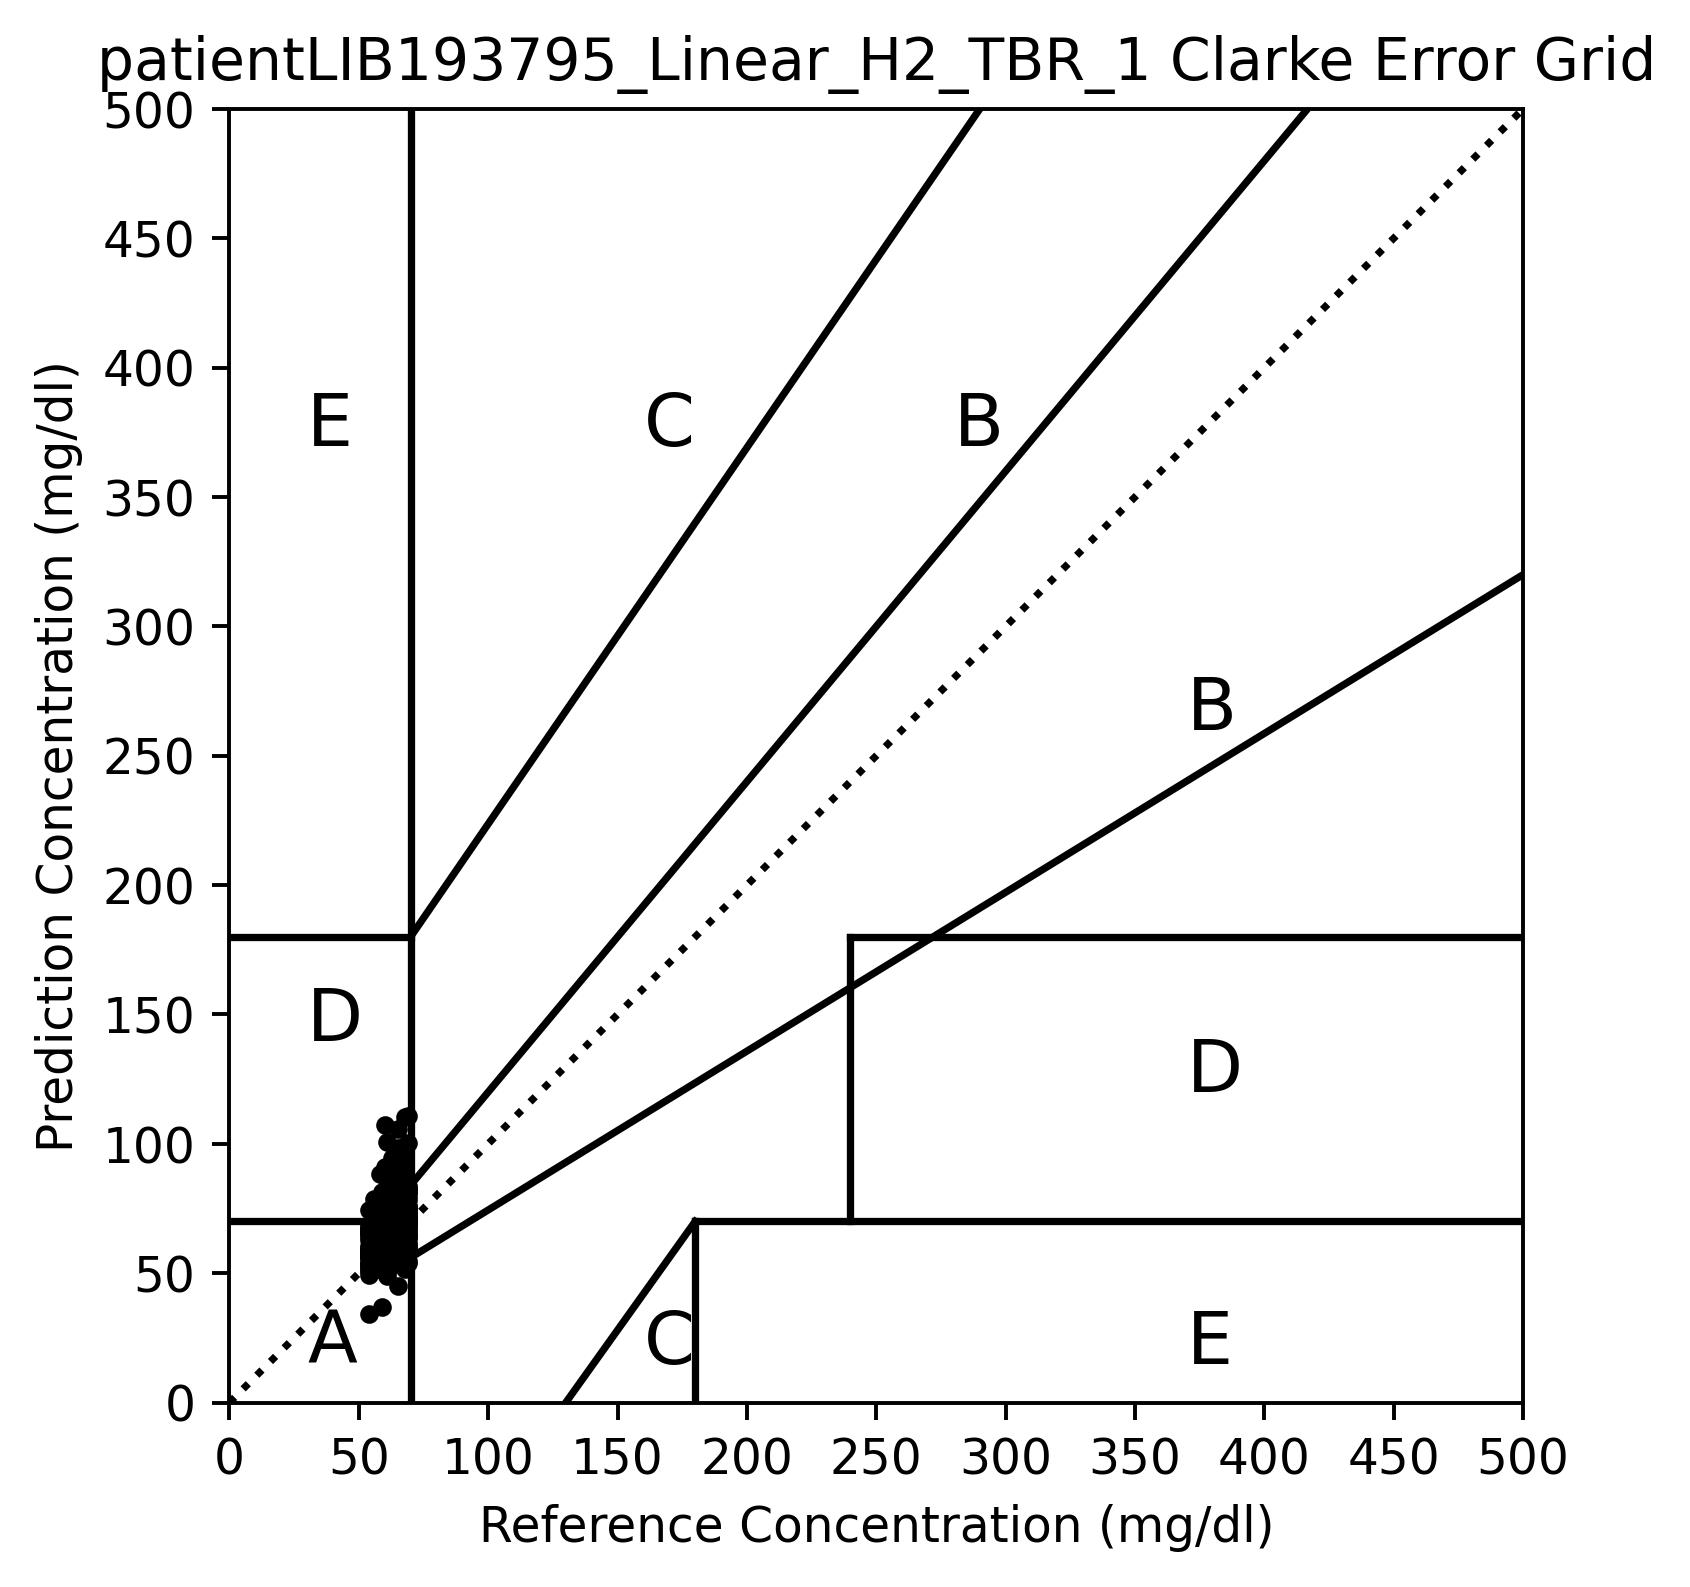 patientLIB193795_Linear_H2_TBR_1 Clarke Error Grid
500
450
400
350
300
250
200
150
100
50
0
Prediction Concentration (mg/dl)
E
C
B
B
D
D
A
C
E
0 50 100 150 200 250 300 350 400 450 500
Reference Concentration (mg/dl)